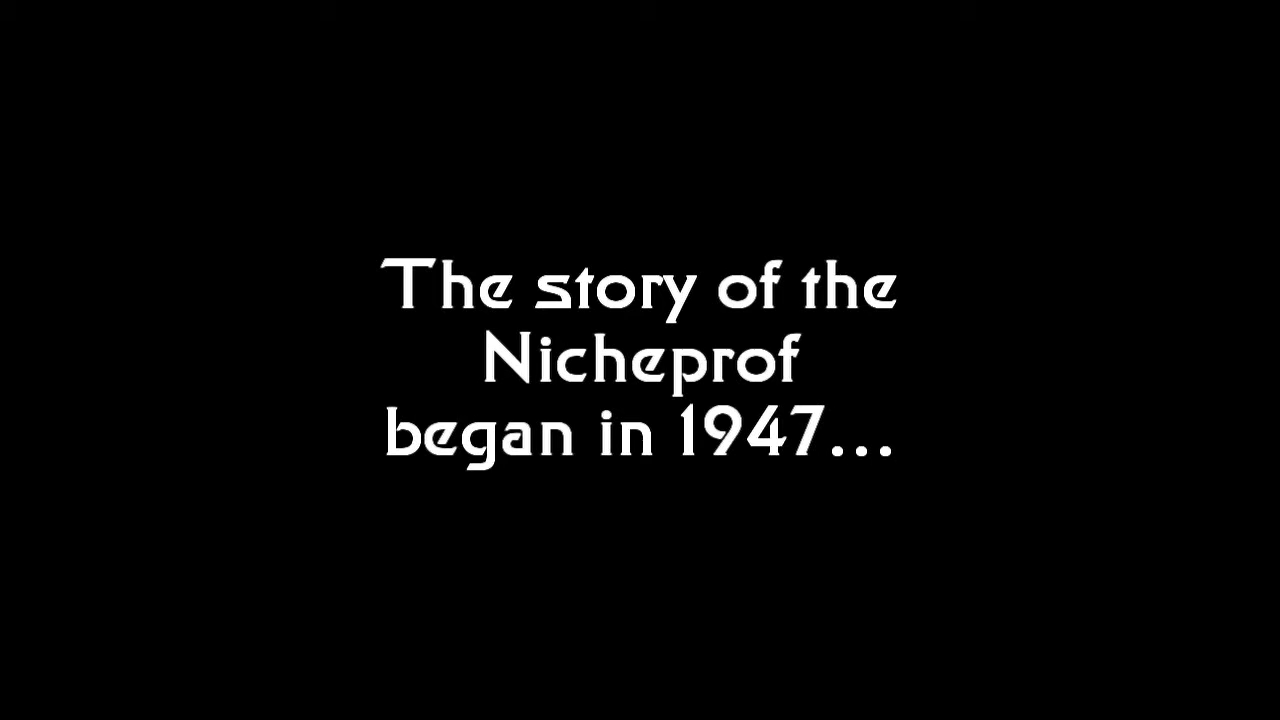 The story of the
Nicheprof
began in 1947...